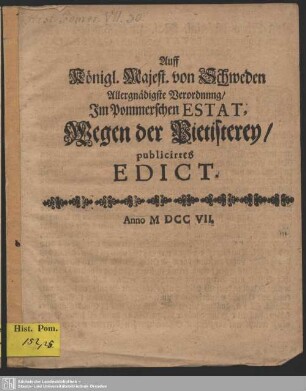 Auff
Königl. Majest. von Schweden
Allergnädigste Verordnung/
Im Pommerschen ESTAT,
Wegen der Pietisterey/
publicirtes
EDICT.
Anno M DCC VII.
Hist. Pom.